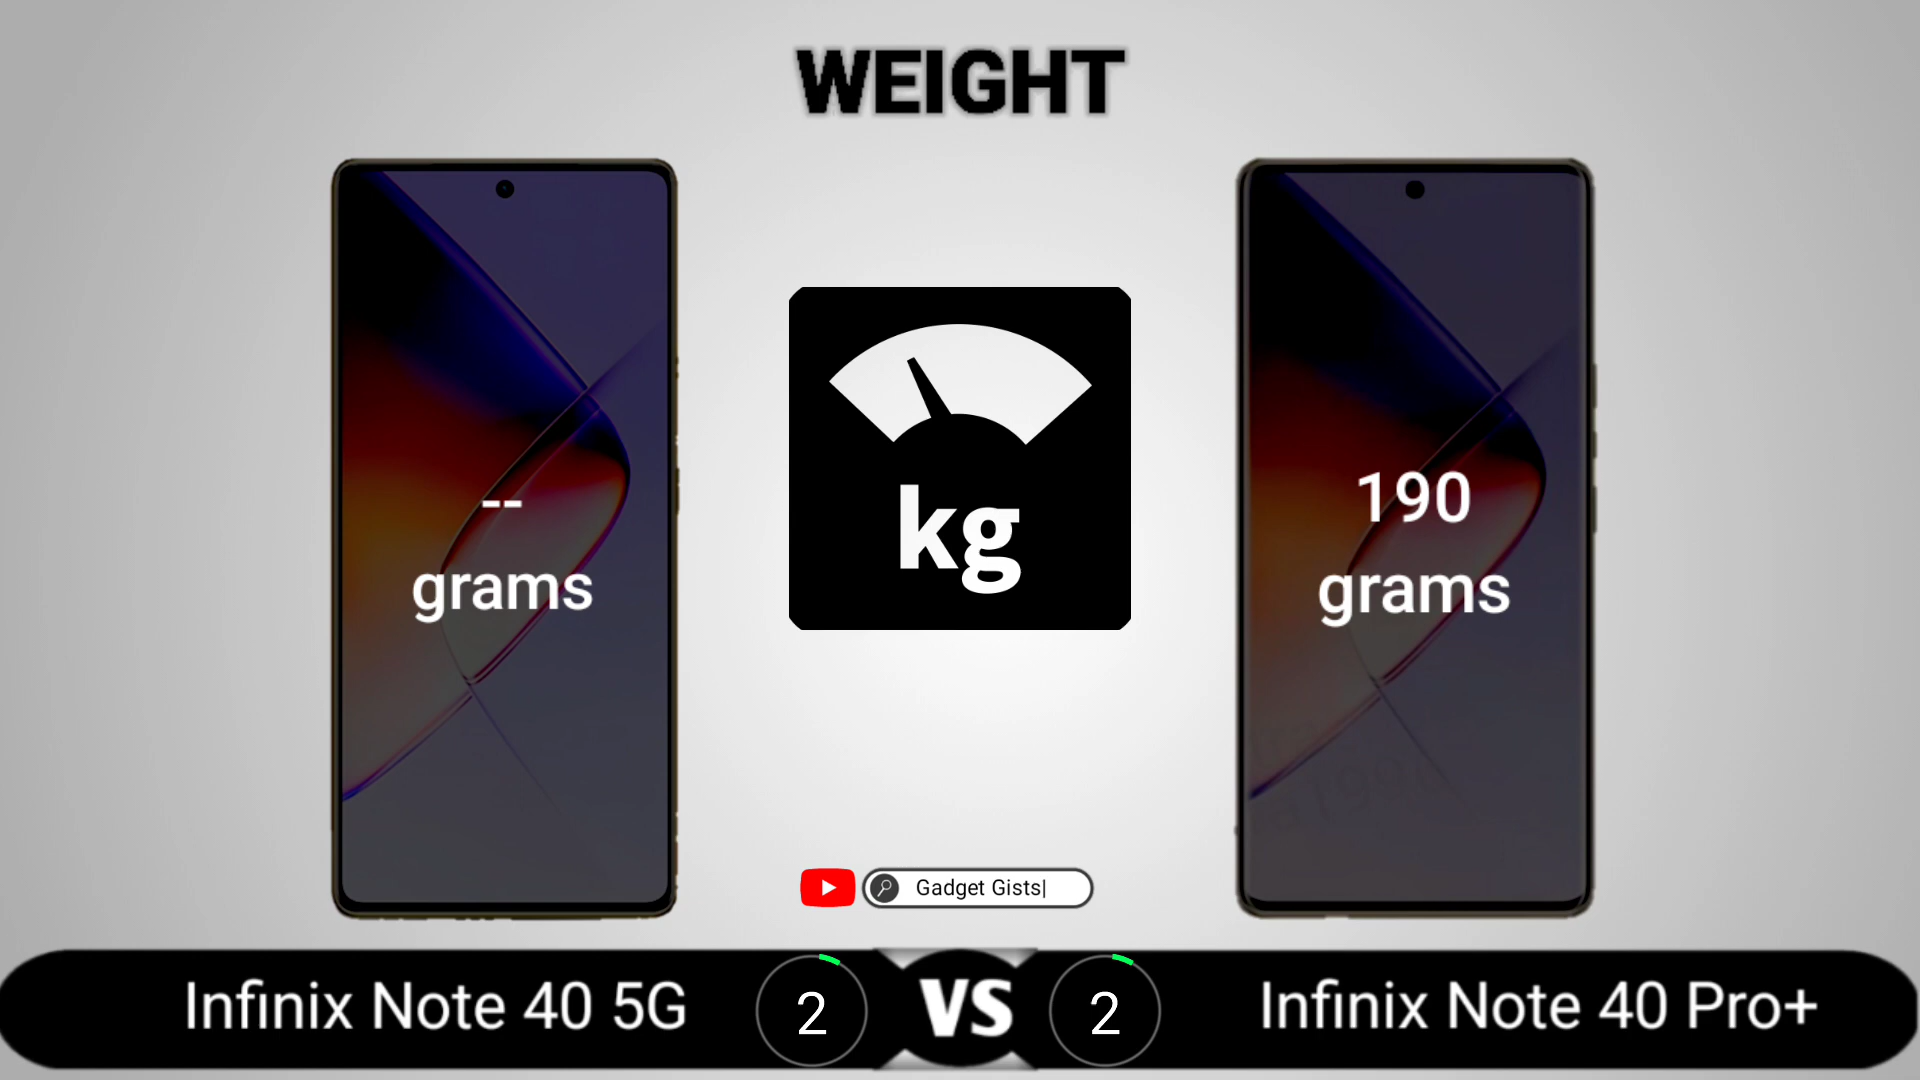 WEIGHT
--
grams
kg
190
grams
Gadget Gists|
Infinix Note 40 5G
2
VS
2
Infinix Note 40 Pro+